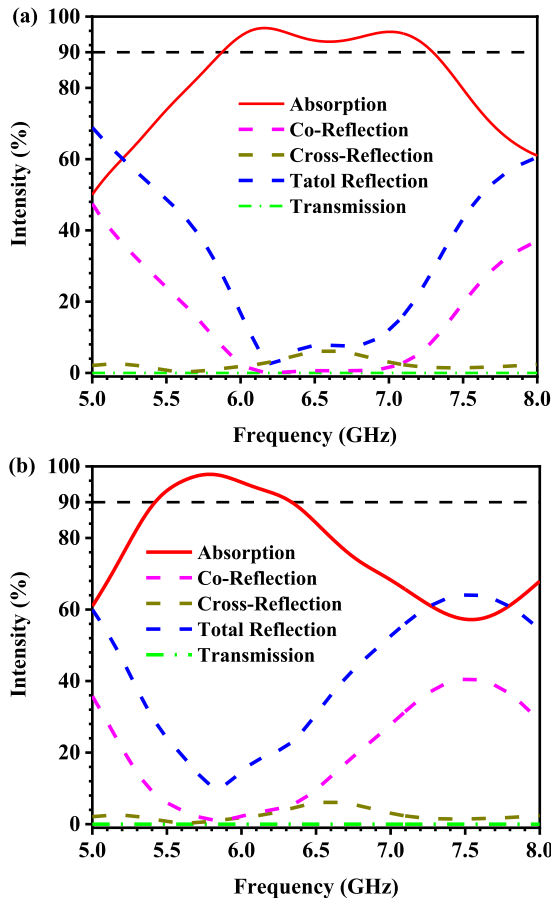 (a)
100
90
80
60
40
20
0
Intensity (%)
Absorption
Co-Reflection
Cross-Reflection
Tatol Reflection
Transmission
5.0 5.5 6.0 6.5 7.0 7.5 8.0
Frequency (GHz)
(b)
100
90
80
60
40
20
0
Intensity (%)
Absorption
Co-Reflection
Cross-Reflection
Total Reflection
Transmission
5.0 5.5 6.0 6.5 7.0 7.5 8.0
Frequency (GHz)